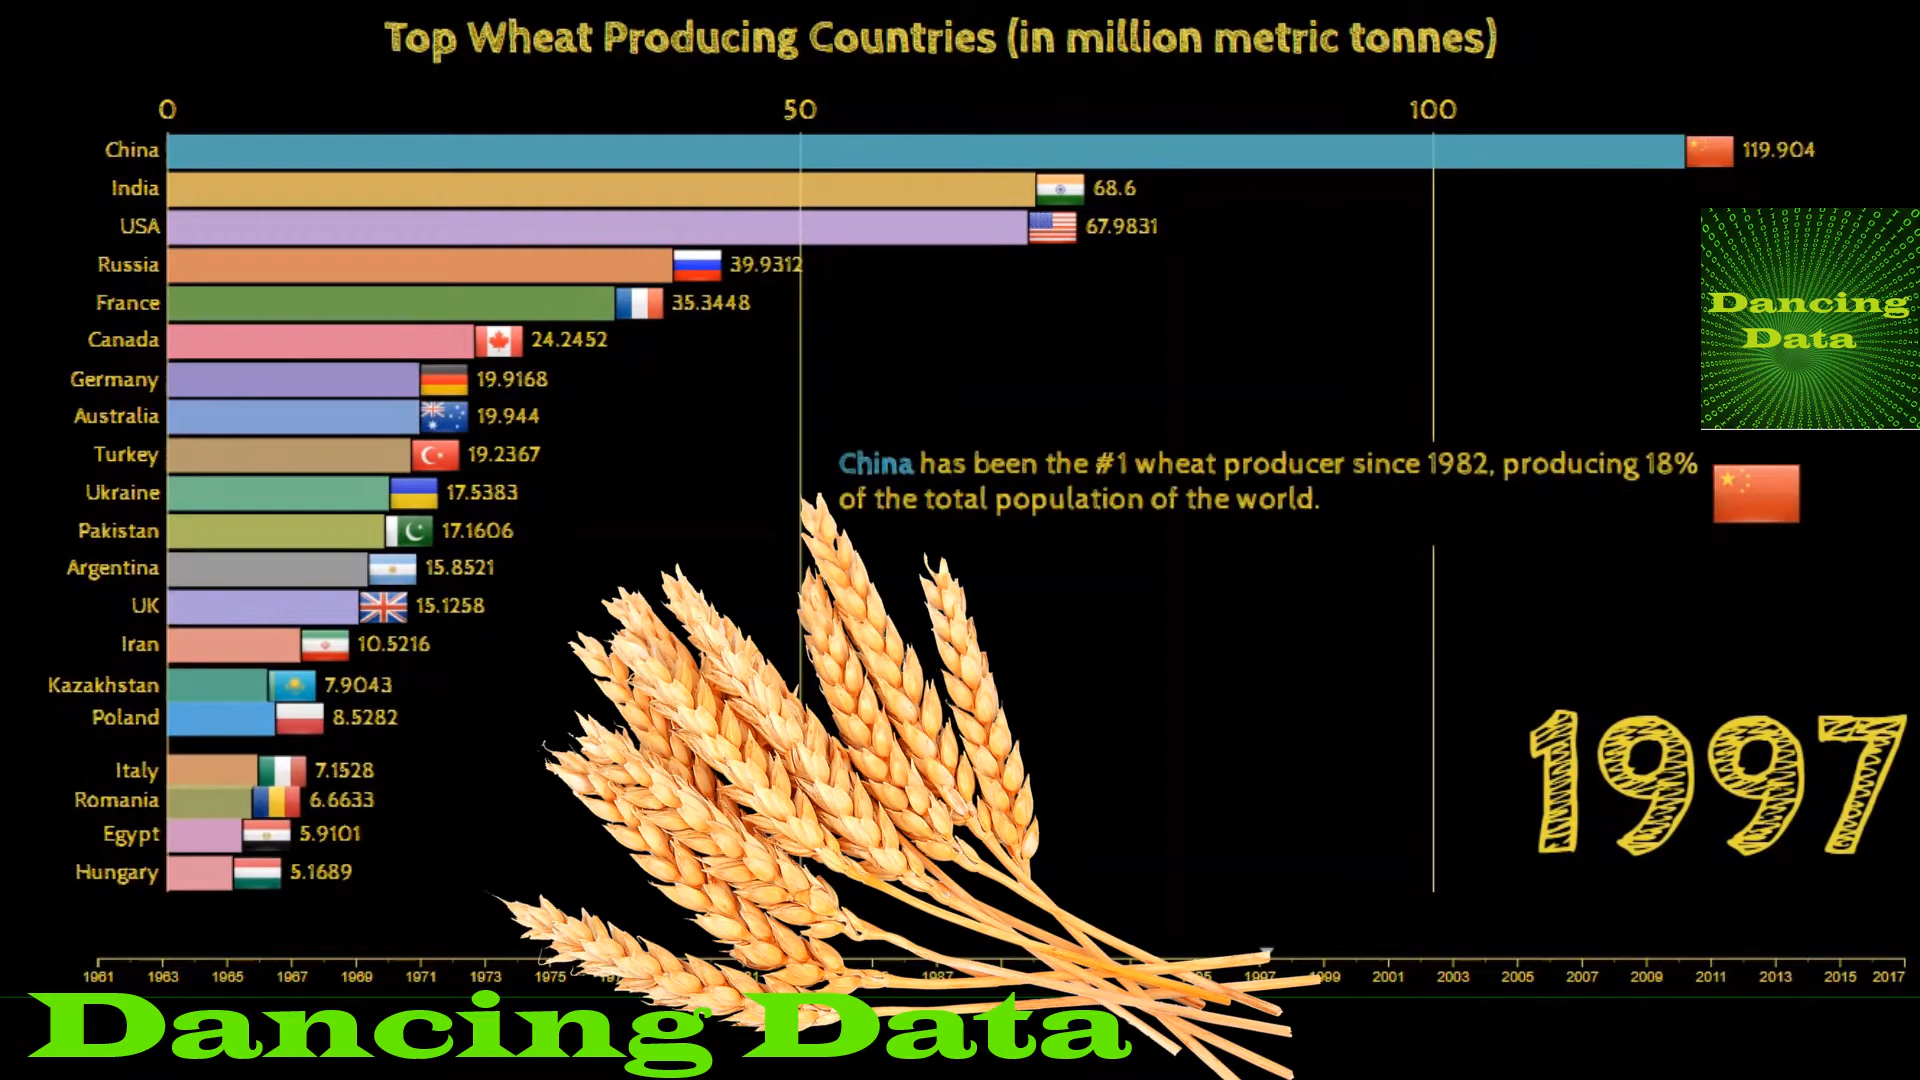 Top Wheat Producing Countries (in million metric tonnes)
0 50 100
China 119.904
India 68.6
USA 67.9831
Russia 39.9312
France 35.3448
Canada 24.2452
Germany 19.9168
Australia 19.944
Turkey 19.2367
Ukraine 17.5383
Pakistan 17.1606
Argentina 15.8521
UK 15.1258
Iran 10.5216
Kazakhstan 7.9043
Poland 8.5282
Italy 7.1528
Romania 6.6633
Egypt 5.9101
Hungary 5.1689
Dancing
Data
China has been the #1 wheat producer since 1982, producing 18%
of the total population of the world.
1997
1961 1963 1965 1967 1969 1971 1973 1975 1987 1997 1999 2001 2003 2005 2007 2009 2011 2013 2015 2017
Dancing Data